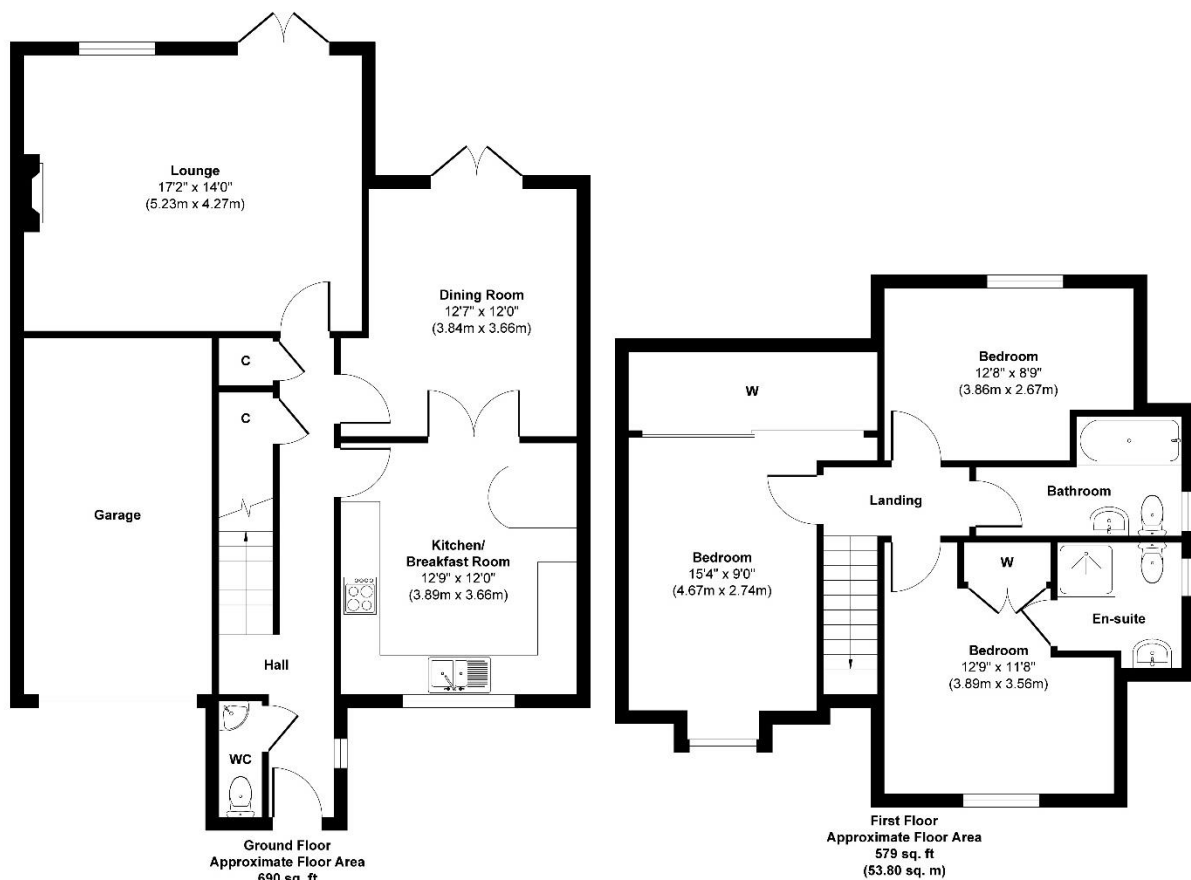 Lounge
17'2" x 14'0"
(5.23m x 4.27m)
Dining Room
12'7" x 12'0"
(3.84m x 3.66m)
C
C
Garage
Kitchen/
Breakfast Room
12'9" x 12'0"
(3.89m x 3.66m)
Hall
WC
Ground Floor
Approximate Floor Area
690 sq. ft
Bedroom
12'8" x 8'9"
(3.86m x 2.67m)
W
Landing
Bathroom
Bedroom
15'4" x 9'0"
(4.67m x 2.74m)
W
En-suite
Bedroom
12'9" x 11'8"
(3.89m x 3.56m)
First Floor
Approximate Floor Area
579 sq. ft
(53.80 sq. m)